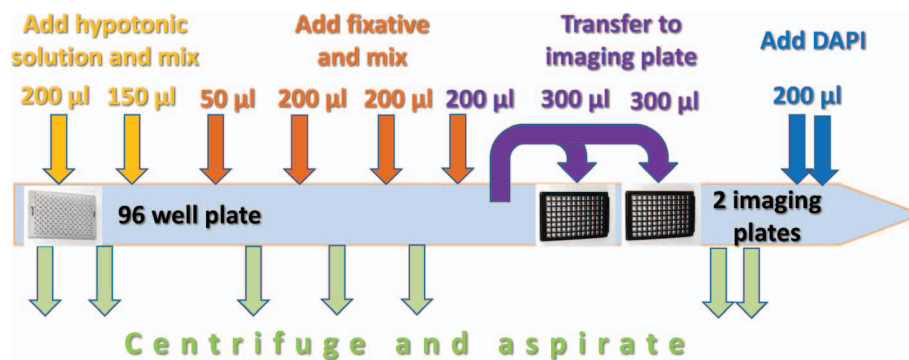 Add hypotonic
solution and mix
200 µl 150 µl
Add fixative
and mix
50 µl 200 µl 200 µl 200 µl
Transfer to
imaging plate
300 µl 300 µl
Add DAPI
200 µl
96 well plate
2 imaging
plates
Centrifuge and aspirate